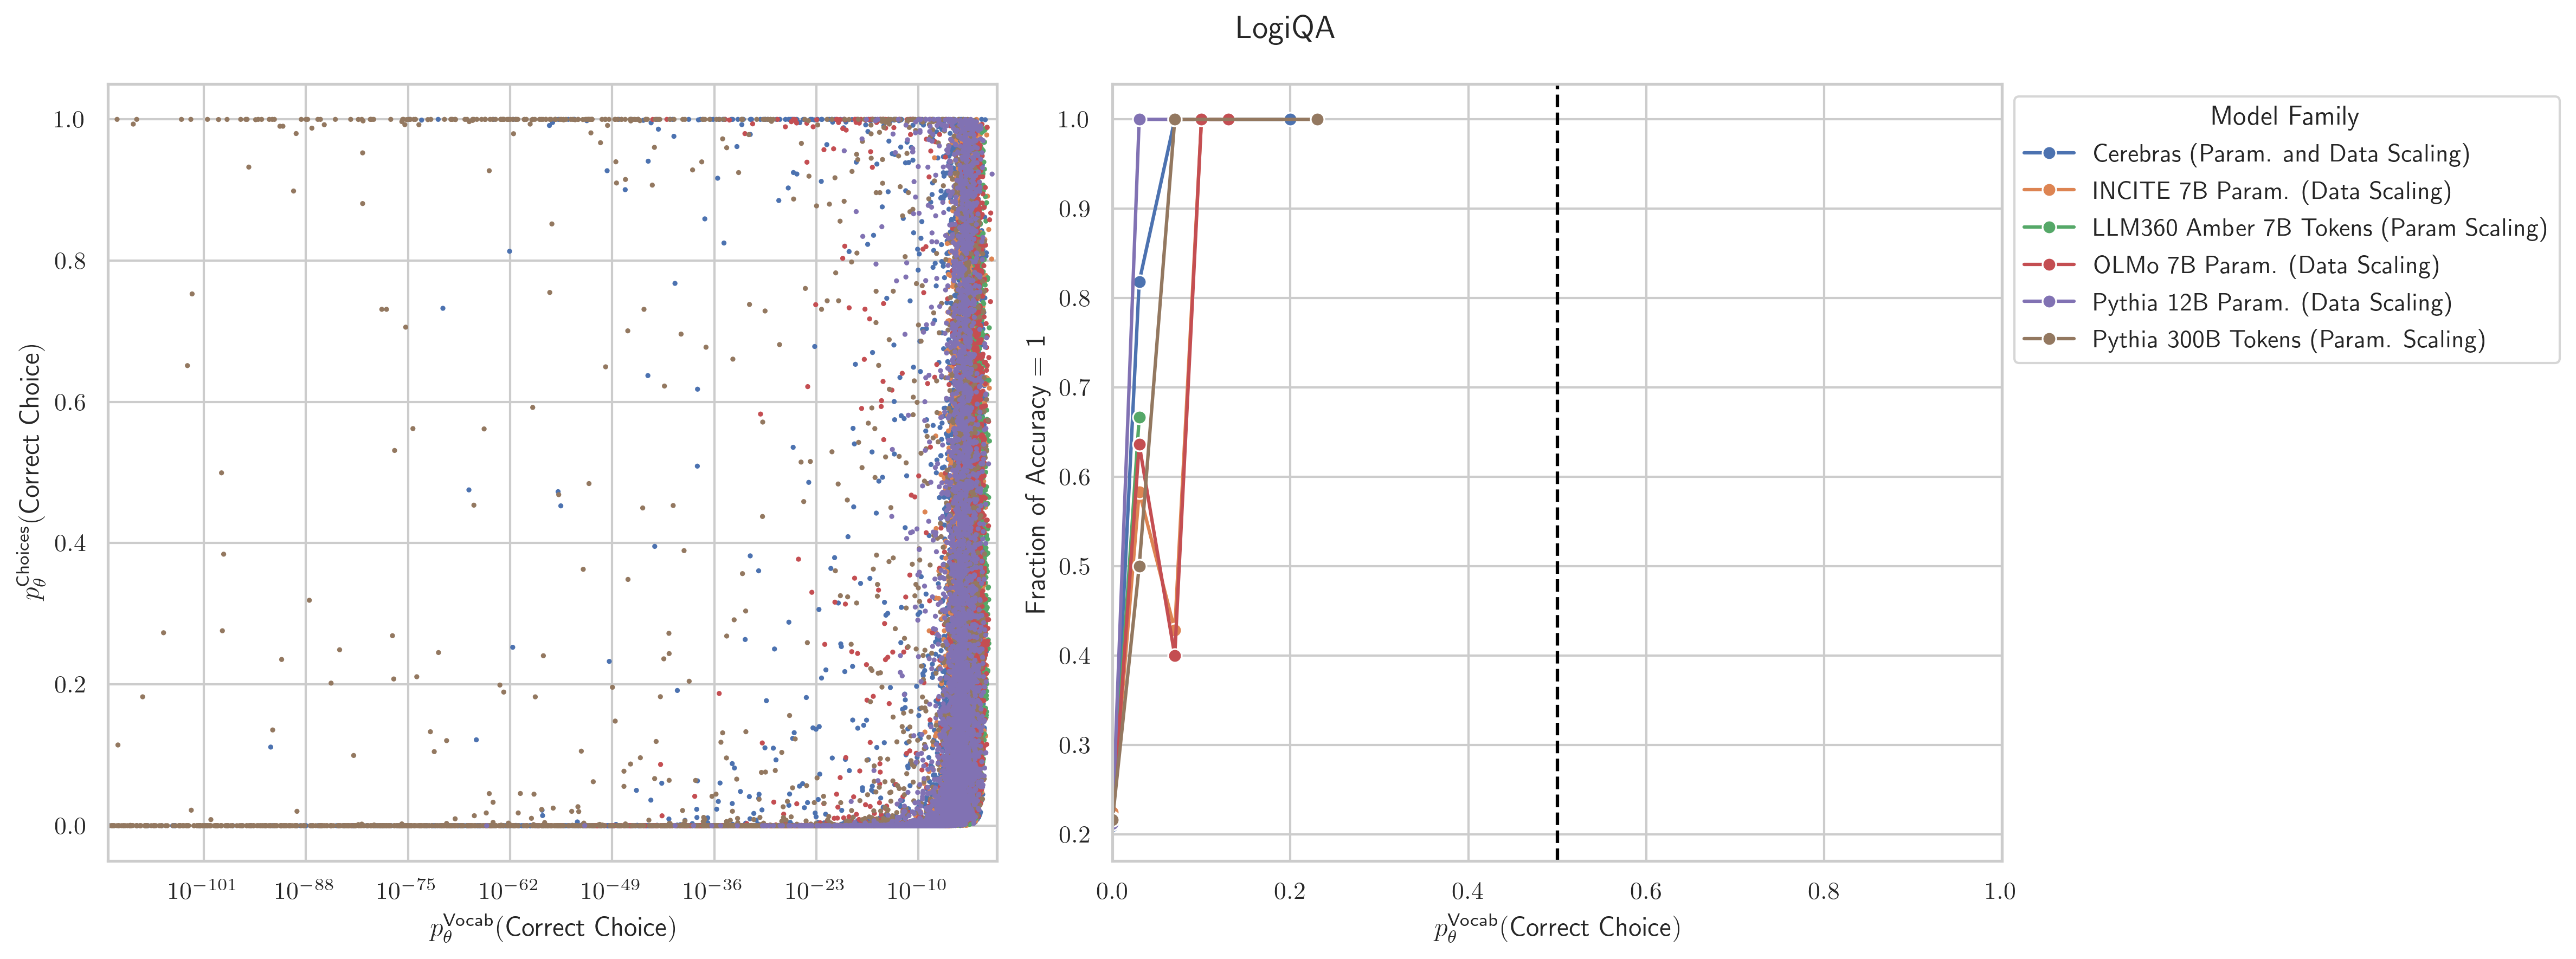 LogiQA
p_θ^Choices(Correct Choice)
1.0
0.8
0.6
0.4
0.2
0.0
10^−101 10^−88 10^−75 10^−62 10^−49 10^−36 10^−23 10^−10
p_θ^Vocab(Correct Choice)
Fraction of Accuracy = 1
1.0
0.9
0.8
0.7
0.6
0.5
0.4
0.3
0.2
0.0 0.2 0.4 0.6 0.8 1.0
p_θ^Vocab(Correct Choice)
Model Family
Cerebras (Param. and Data Scaling)
INCITE 7B Param. (Data Scaling)
LLM360 Amber 7B Tokens (Param Scaling)
OLMo 7B Param. (Data Scaling)
Pythia 12B Param. (Data Scaling)
Pythia 300B Tokens (Param. Scaling)